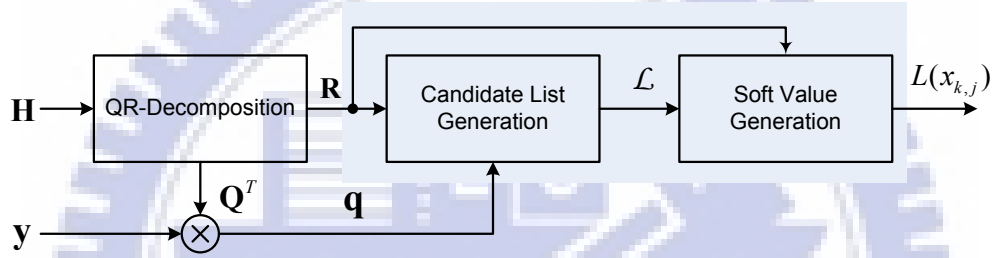 H
QR-Decomposition
R
Candidate List
Generation
ℒ
Soft Value
Generation
L(x_{k,j})
Q^T
q
y
×